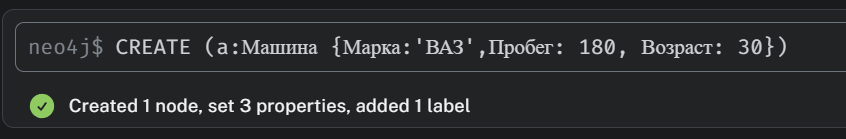 neo4j$ CREATE (a:Машина {Марка:'ВАЗ',Пробег: 180, Возраст: 30})
Created 1 node, set 3 properties, added 1 label